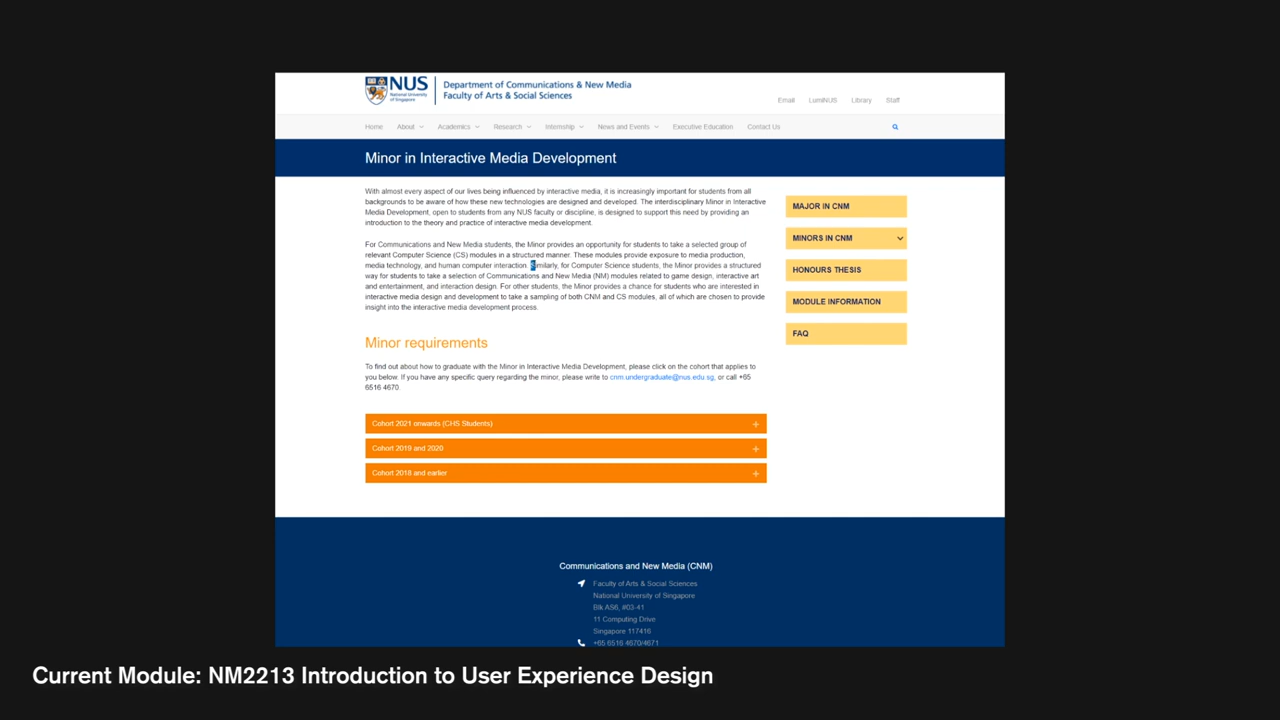 NUS
National University
of Singapore
Department of Communications & New Media
Faculty of Arts & Social Sciences
Email LumiNUS Library Staff
Home About Academics Research Internship News and Events Executive Education Contact Us
Minor in Interactive Media Development
With almost every aspect of our lives being influenced by interactive media, it is increasingly important for students from all
backgrounds to be aware of how these new technologies are designed and developed. The interdisciplinary Minor in Interactive
Media Development, open to students from any NUS faculty or discipline, is designed to support this need by providing an
introduction to the theory and practice of interactive media development.
For Communications and New Media students, the Minor provides an opportunity for students to take a selected group of
relevant Computer Science (CS) modules in a structured manner. These modules provide exposure to media production,
media technology, and human computer interaction. Similarly, for Computer Science students, the Minor provides a structured
way for students to take a selection of Communications and New Media (NM) modules related to game design, interactive art
and entertainment, and interaction design. For other students, the Minor provides a chance for students who are interested in
interactive media design and development to take a sampling of both CNM and CS modules, all of which are chosen to provide
insight into the interactive media development process.
MAJOR IN CNM
MINORS IN CNM
HONOURS THESIS
MODULE INFORMATION
FAQ
Minor requirements
To find out about how to graduate with the Minor in Interactive Media Development, please click on the cohort that applies to
you below. If you have any specific query regarding the minor, please write to cnm.undergraduate@nus.edu.sg, or call +65
6516 4670.
Cohort 2021 onwards (CHS Students)
Cohort 2019 and 2020
Cohort 2018 and earlier
Communications and New Media (CNM)
Faculty of Arts & Social Sciences
National University of Singapore
Blk AS6, #03-41
11 Computing Drive
Singapore 117416
+65 6516 4670/4671
Current Module: NM2213 Introduction to User Experience Design